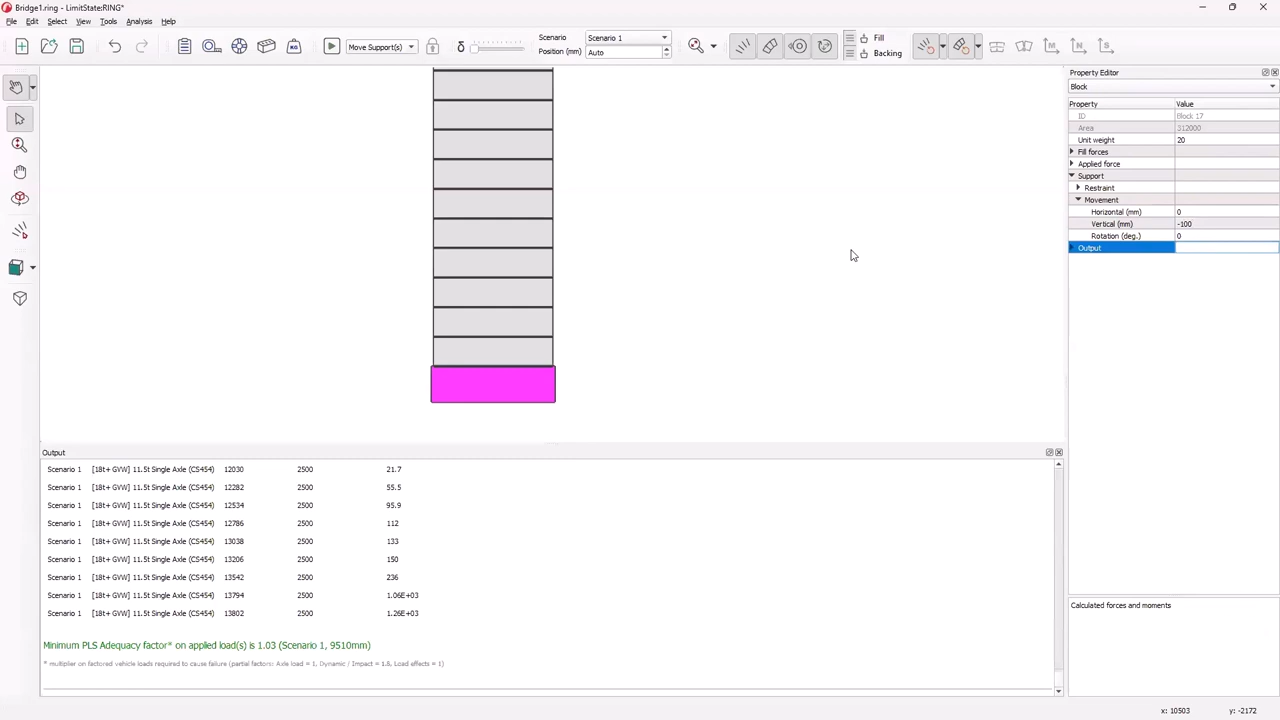 Bridge1.ring - LimitState:RING*
File Edit Select View Tools Analysis Help
Move Support(s)
δ
Scenario Scenario 1
Position (mm) Auto
Fill
Backing
KG
M N S
Property Editor
Block
Property Value
ID Block 17
Area 312000
Unit weight 20
Fill forces
Applied force
Support
Restraint
Movement
Horizontal (mm) 0
Vertical (mm) -100
Rotation (deg.) 0
Output
Output
Scenario 1 [18t+ GVW] 11.5t Single Axle (CS454) 12030 2500 21.7
Scenario 1 [18t+ GVW] 11.5t Single Axle (CS454) 12282 2500 55.5
Scenario 1 [18t+ GVW] 11.5t Single Axle (CS454) 12534 2500 95.9
Scenario 1 [18t+ GVW] 11.5t Single Axle (CS454) 12786 2500 112
Scenario 1 [18t+ GVW] 11.5t Single Axle (CS454) 13038 2500 133
Scenario 1 [18t+ GVW] 11.5t Single Axle (CS454) 13206 2500 150
Scenario 1 [18t+ GVW] 11.5t Single Axle (CS454) 13542 2500 236
Scenario 1 [18t+ GVW] 11.5t Single Axle (CS454) 13794 2500 1.06E+03
Scenario 1 [18t+ GVW] 11.5t Single Axle (CS454) 13802 2500 1.26E+03
Minimum PLS Adequacy factor* on applied load(s) is 1.03 (Scenario 1, 9510mm)
* multiplier on factored vehicle loads required to cause failure (partial factors: Axle load = 1, Dynamic / Impact = 1.8, Load effects = 1)
Calculated forces and moments
x: 10503 y: -2172